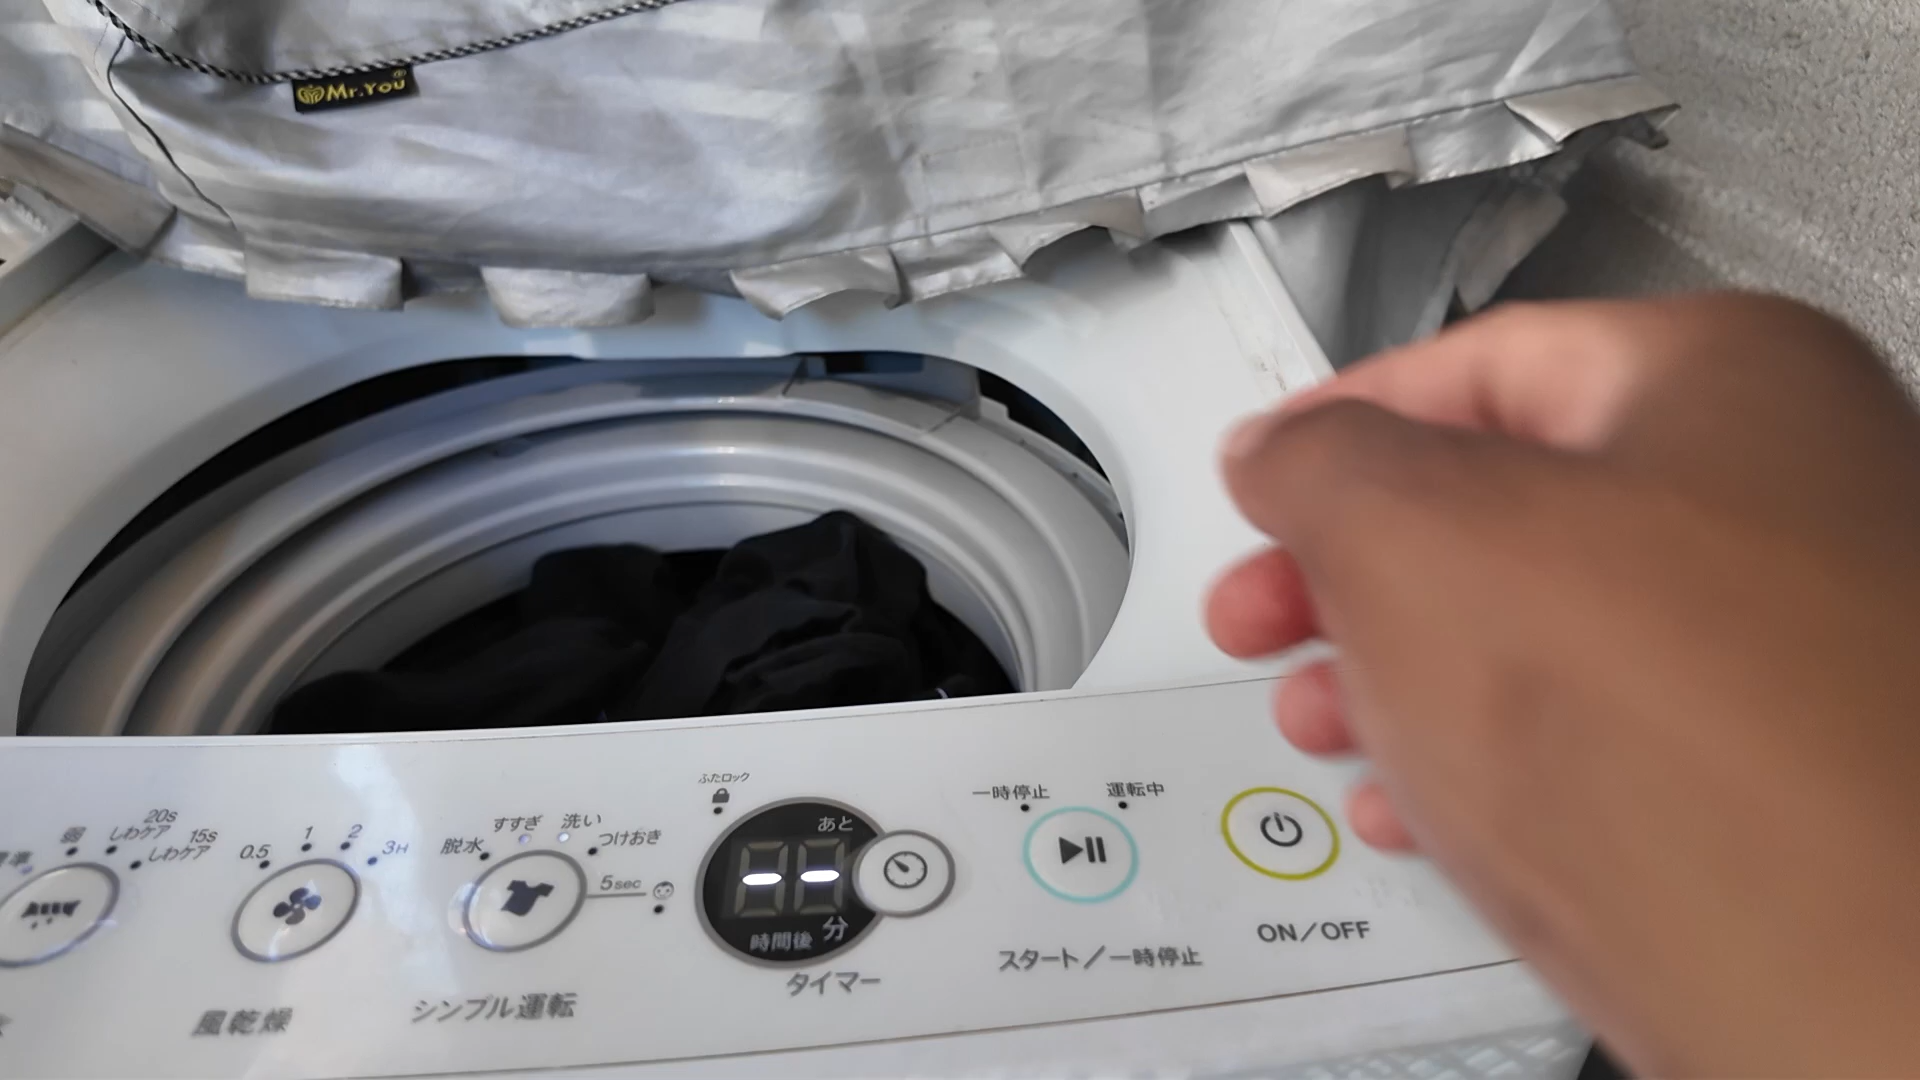 Mr.You®
ふたロック
一時停止
運転中
20s
しわケア
15s
しわケア
弱
標準
0.5
1
2
3H
脱水
すすぎ
洗い
つけおき
5sec
あと
--
時間後
分
タイマー
スタート/一時停止
ON/OFF
風乾燥
シンプル運転